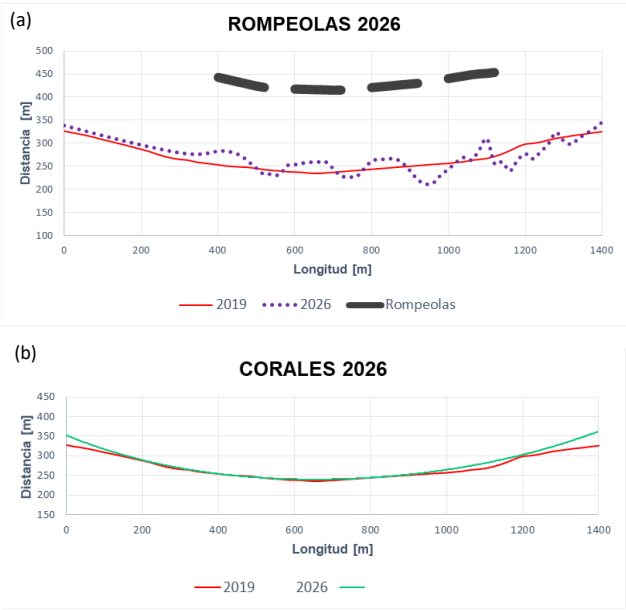 (a)
ROMPEOLAS 2026
500
450
400
350
300
250
200
150
100
Distancia [m]
0 200 400 600 800 1000 1200 1400
Longitud [m]
2019 2026 Rompeolas
(b)
CORALES 2026
450
400
350
300
250
200
150
Distancia [m]
0 200 400 600 800 1000 1200 1400
Longitud [m]
2019 2026